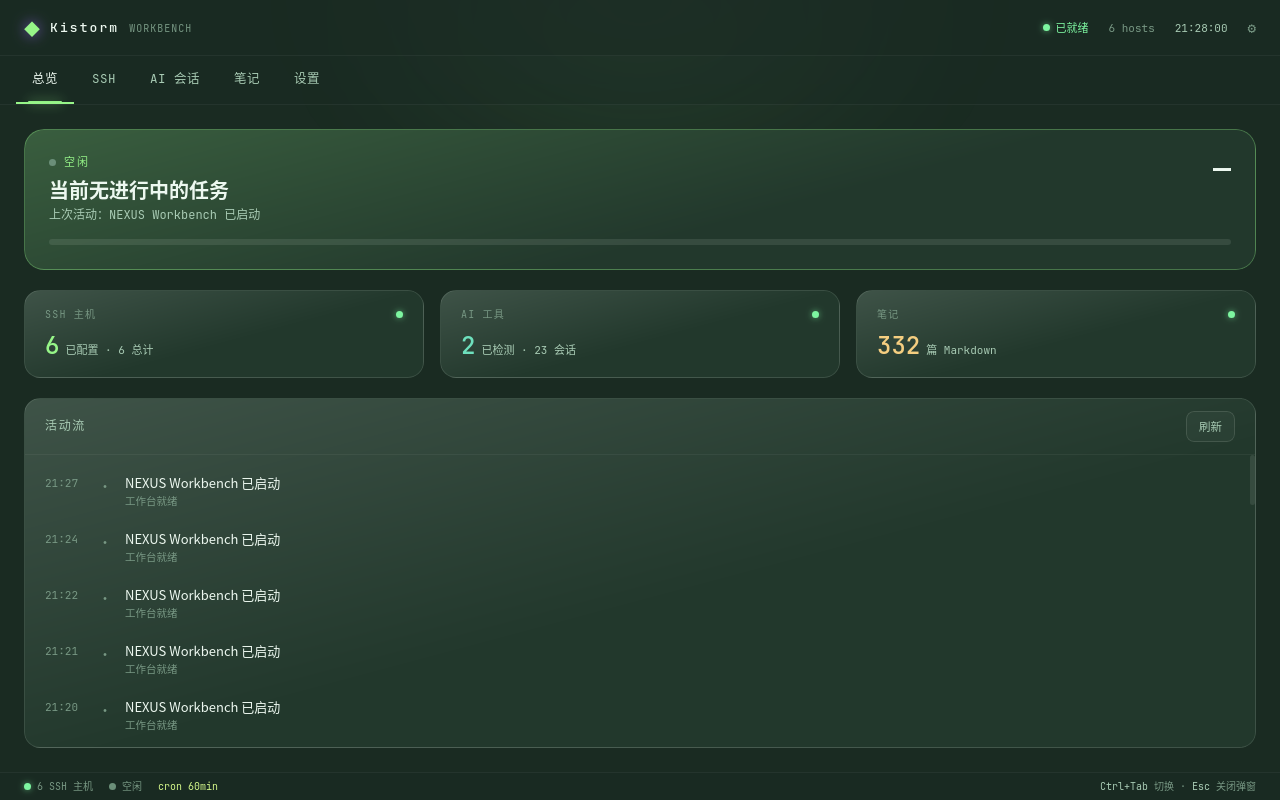 Kistorm WORKBENCH
已就绪 6 hosts 21:28:00
总览 SSH AI 会话 笔记 设置
空闲
当前无进行中的任务
上次活动: NEXUS Workbench 已启动
SSH 主机
6 已配置 · 6 总计
AI 工具
2 已检测 · 23 会话
笔记
332 篇 Markdown
活动流 刷新
21:27 NEXUS Workbench 已启动
工作台就绪
21:24 NEXUS Workbench 已启动
工作台就绪
21:22 NEXUS Workbench 已启动
工作台就绪
21:21 NEXUS Workbench 已启动
工作台就绪
21:20 NEXUS Workbench 已启动
工作台就绪
6 SSH 主机 空闲 cron 60min Ctrl+Tab 切换 · Esc 关闭弹窗